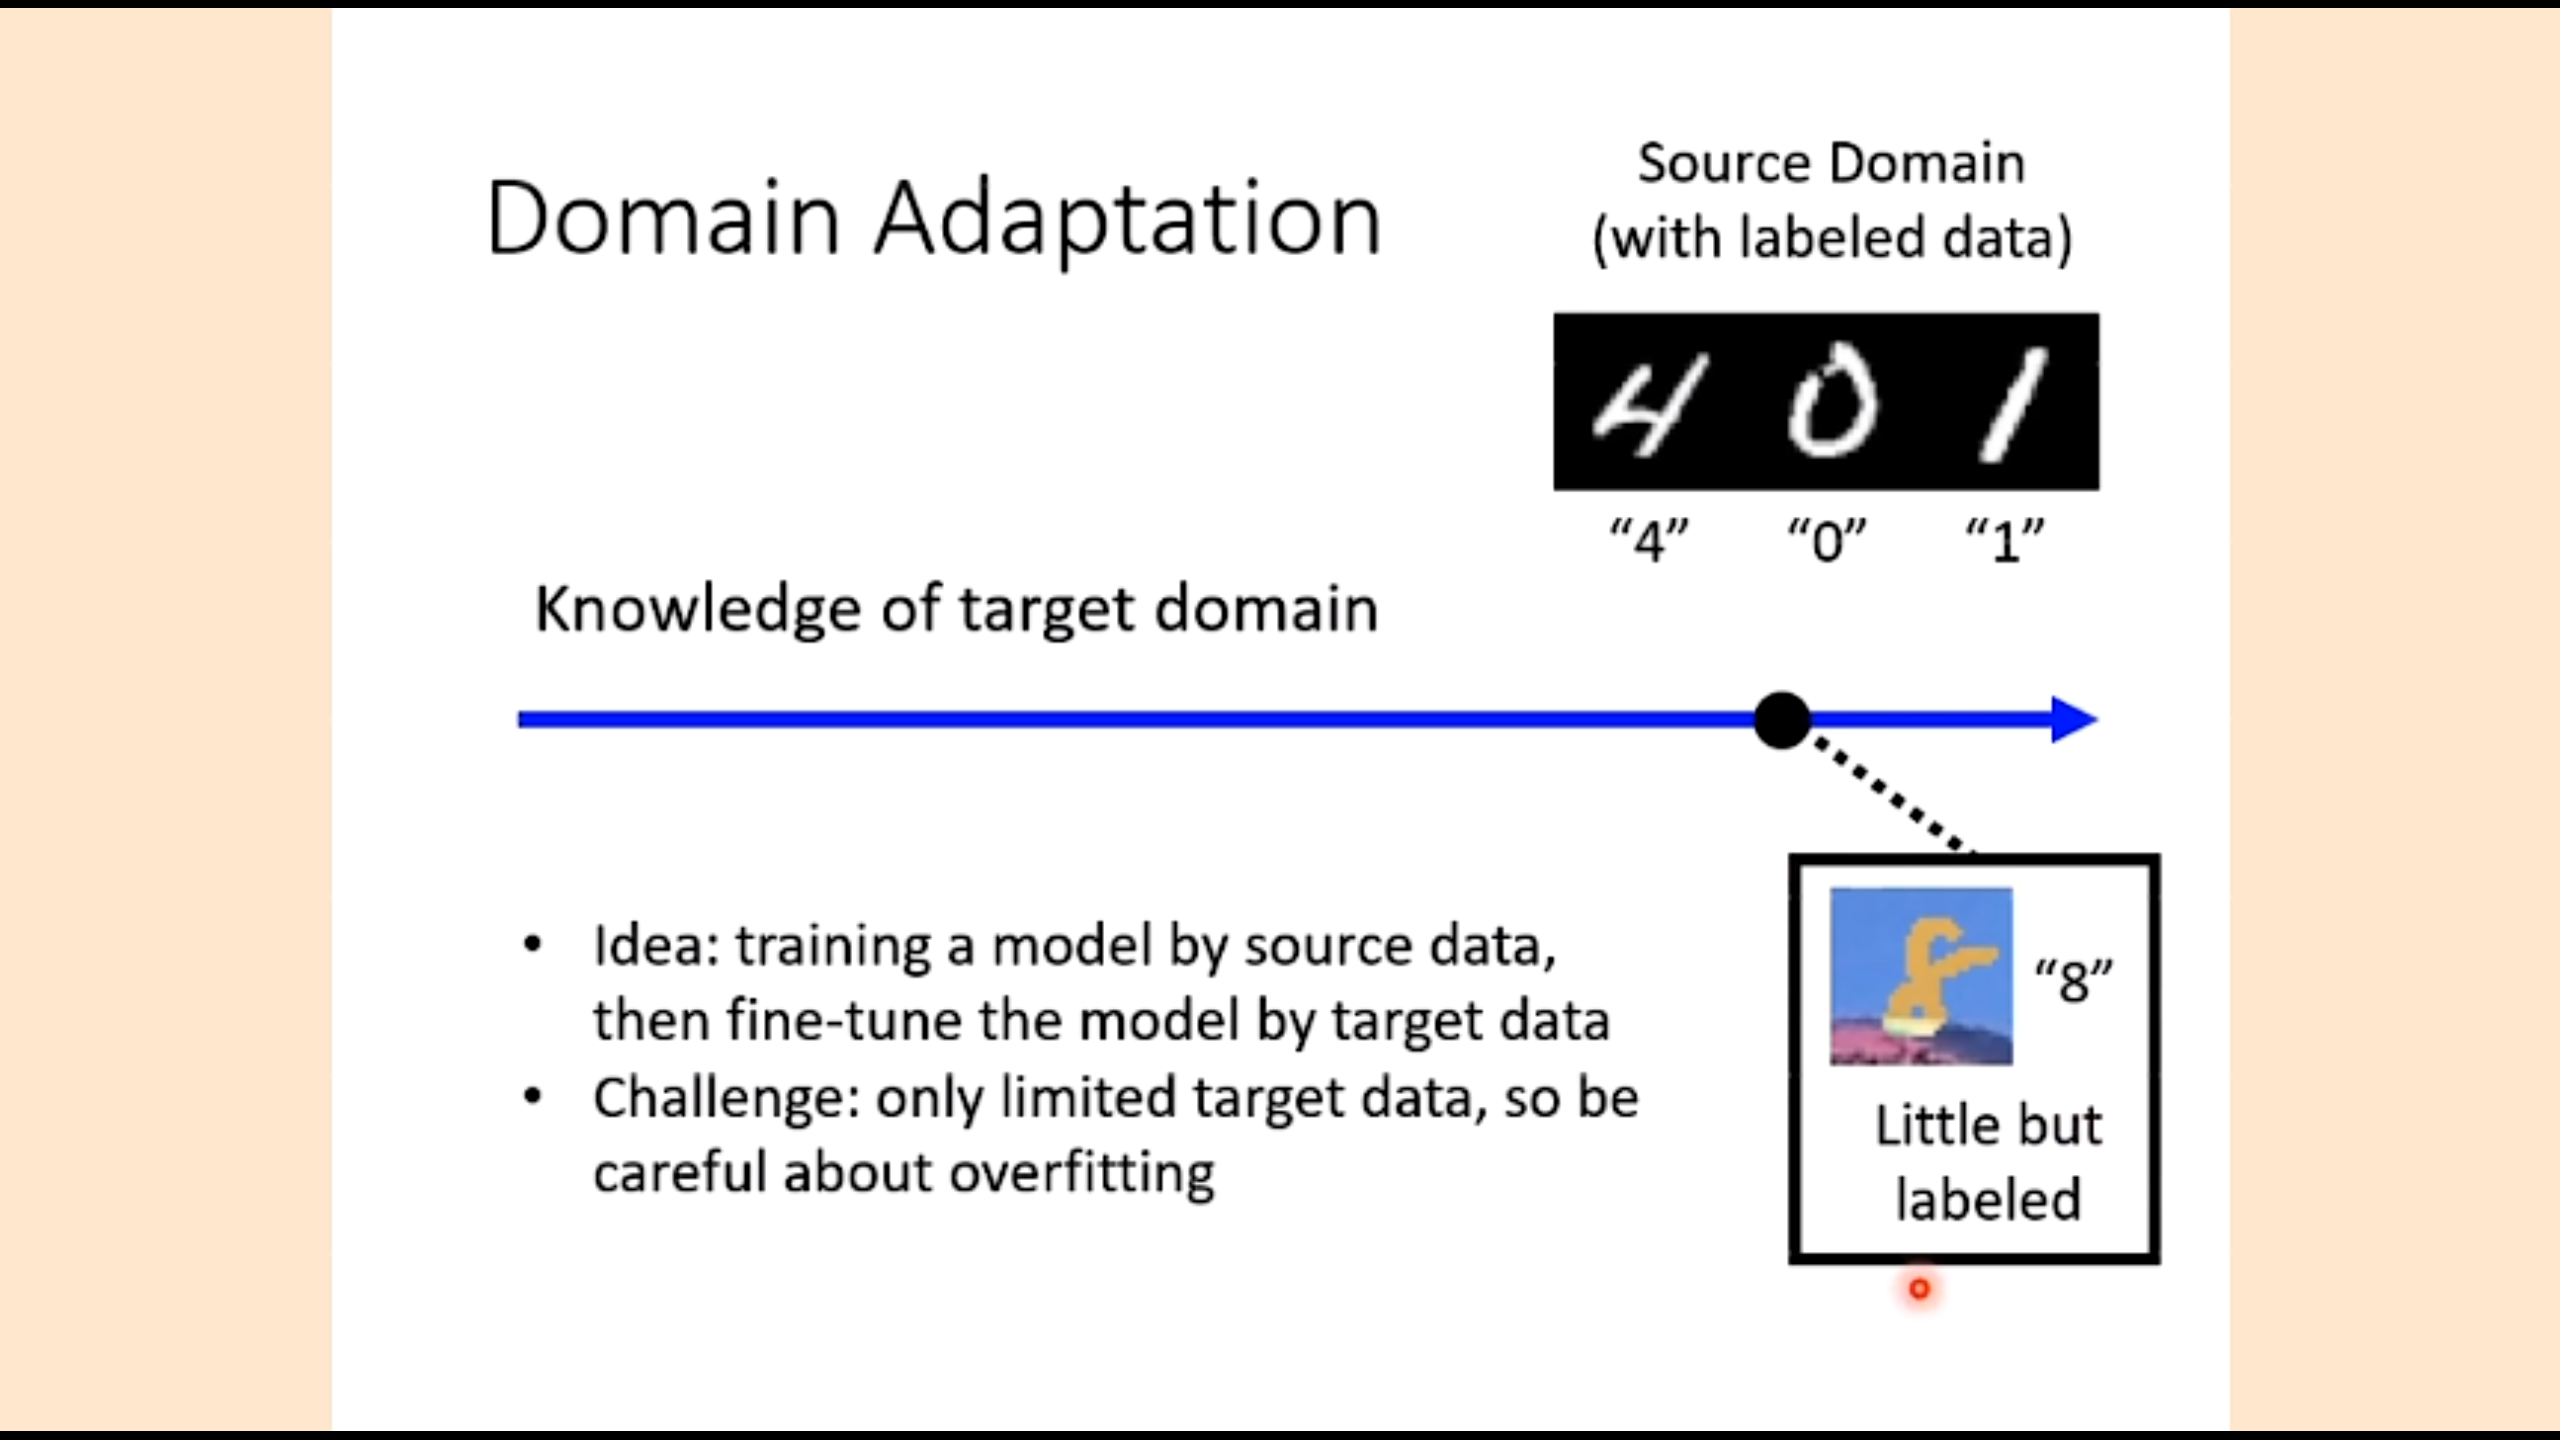 Domain Adaptation
Source Domain
(with labeled data)
4 0 1
“4” “0” “1”
Knowledge of target domain
• Idea: training a model by source data,
then fine-tune the model by target data
• Challenge: only limited target data, so be
careful about overfitting
8 “8”
Little but
labeled